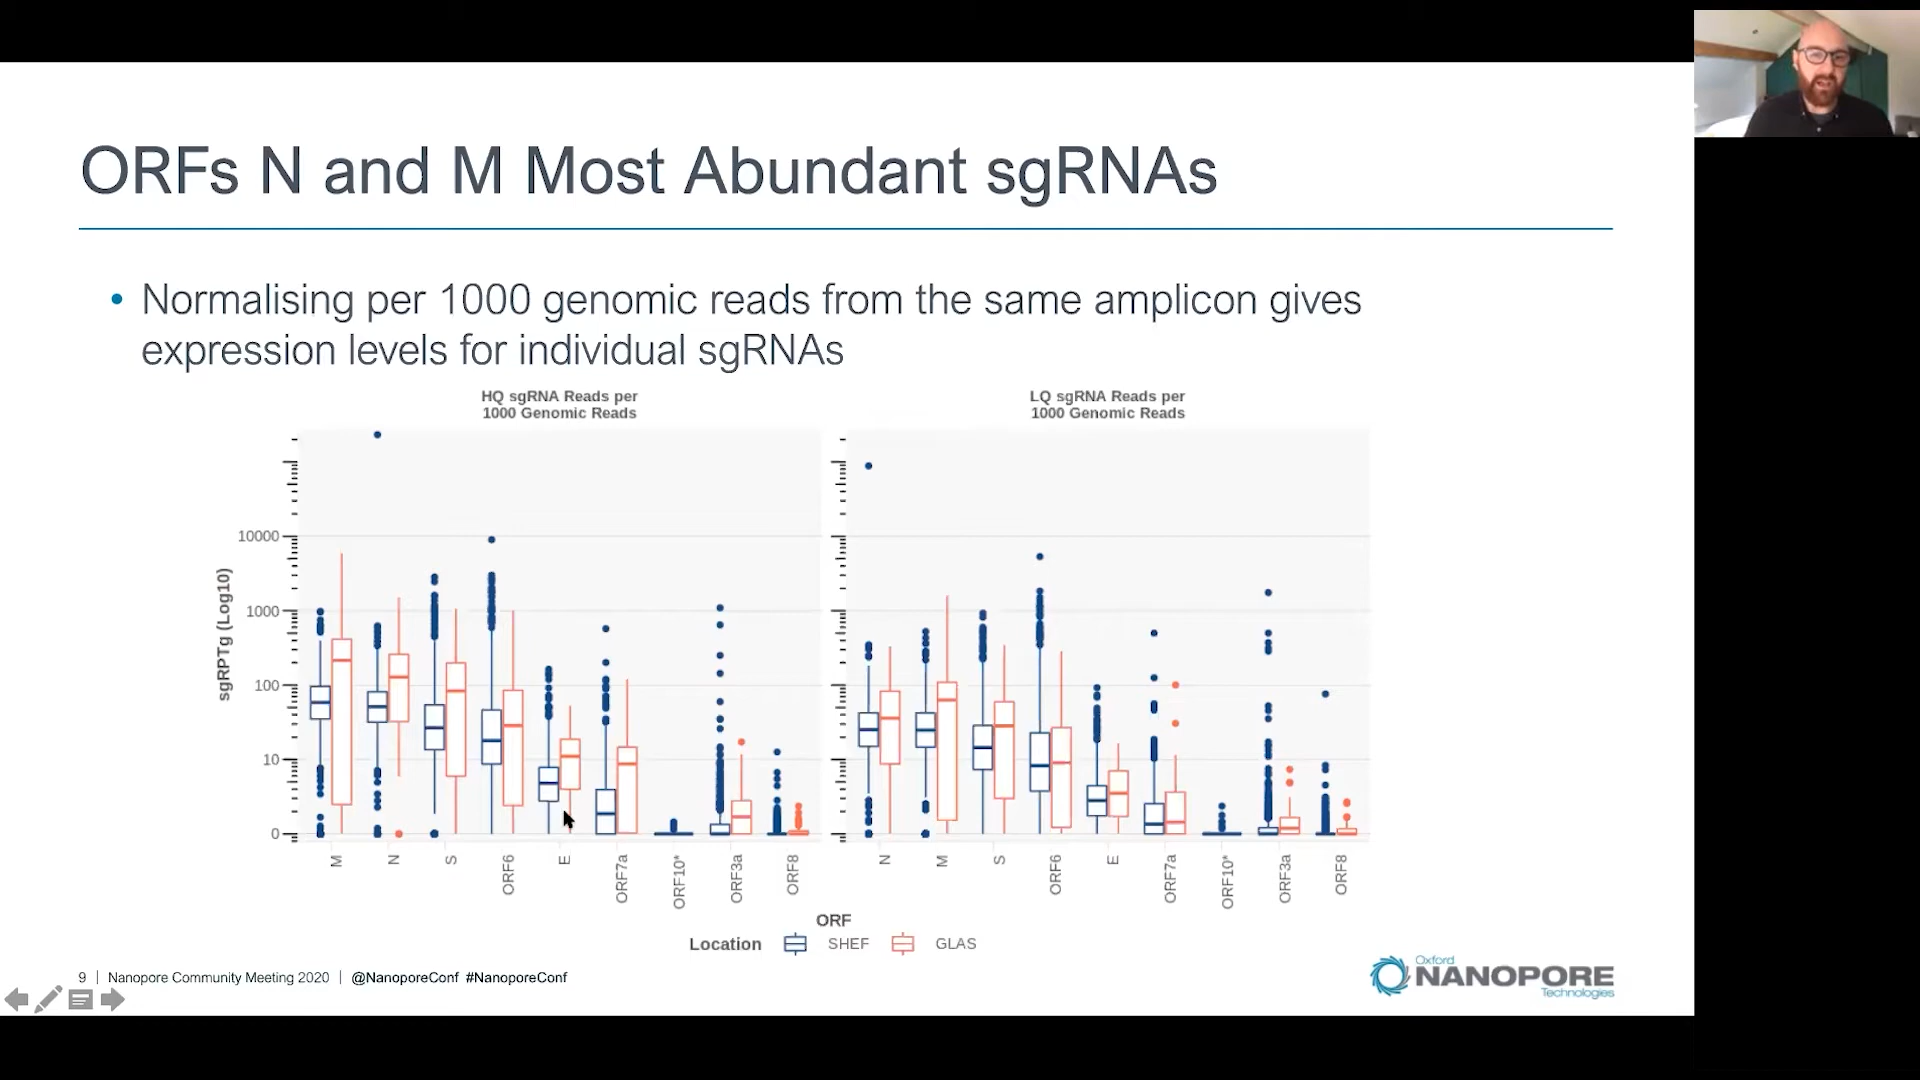 ORFs N and M Most Abundant sgRNAs
• Normalising per 1000 genomic reads from the same amplicon gives
expression levels for individual sgRNAs
HQ sgRNA Reads per
1000 Genomic Reads
LQ sgRNA Reads per
1000 Genomic Reads
sgRPTg (Log10)
10000
1000
100
10
0
M N S ORF6 E ORF7a ORF10* ORF3a ORF8
N M S ORF6 E ORF7a ORF10* ORF3a ORF8
ORF
Location SHEF GLAS
9 | Nanopore Community Meeting 2020 | @NanoporeConf #NanoporeConf
Oxford
NANOPORE
Technologies